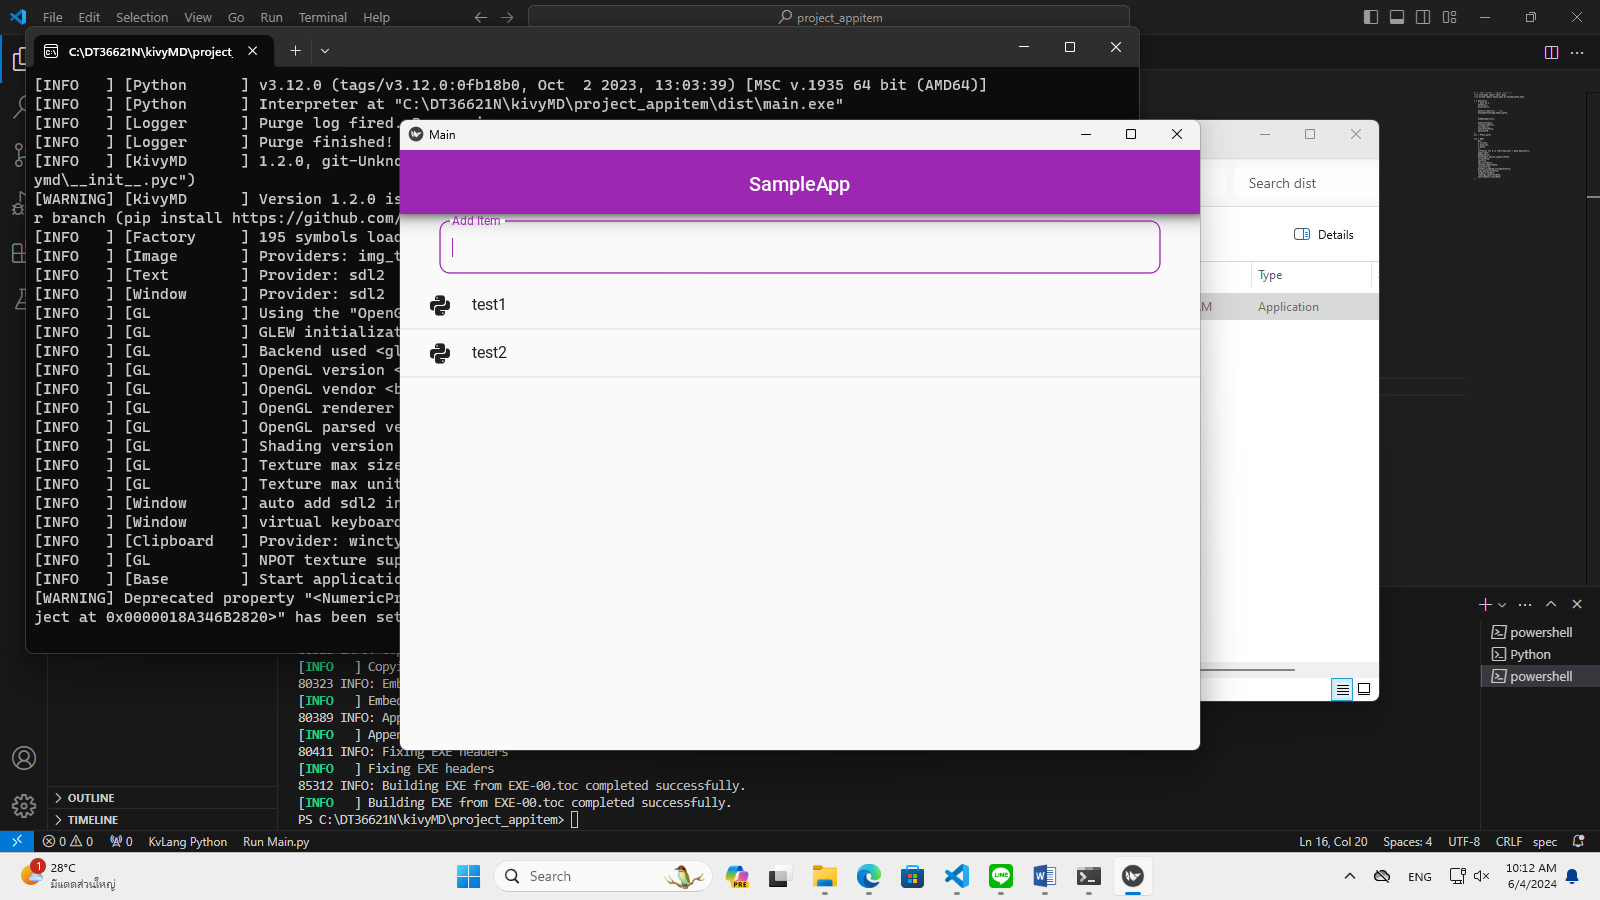 File Edit Selection View Go Run Terminal Help
project_appitem
C:\DT36621N\kivyMD\project_
[INFO   ] [Python      ] v3.12.0 (tags/v3.12.0:0fb18b0, Oct  2 2023, 13:03:39) [MSC v.1935 64 bit (AMD64)]
[INFO   ] [Python      ] Interpreter at "C:\DT36621N\kivyMD\project_appitem\dist\main.exe"
[INFO   ] [Logger      ] Purge log fired.
[INFO   ] [Logger      ] Purge finished!
[INFO   ] [KivyMD      ] 1.2.0, git-Unkno
ymd\__init__.pyc")
[WARNING] [KivyMD      ] Version 1.2.0 is
r branch (pip install https://github.com/
[INFO   ] [Factory     ] 195 symbols load
[INFO   ] [Image       ] Providers: img_t
[INFO   ] [Text        ] Provider: sdl2
[INFO   ] [Window      ] Provider: sdl2
[INFO   ] [GL          ] Using the "OpenG
[INFO   ] [GL          ] GLEW initializat
[INFO   ] [GL          ] Backend used <gl
[INFO   ] [GL          ] OpenGL version <
[INFO   ] [GL          ] OpenGL vendor <b
[INFO   ] [GL          ] OpenGL renderer
[INFO   ] [GL          ] OpenGL parsed ve
[INFO   ] [GL          ] Shading version
[INFO   ] [GL          ] Texture max size
[INFO   ] [GL          ] Texture max unit
[INFO   ] [Window      ] auto add sdl2 in
[INFO   ] [Window      ] virtual keyboard
[INFO   ] [Clipboard   ] Provider: wincty
[INFO   ] [GL          ] NPOT texture sup
[INFO   ] [Base        ] Start applicatio
[WARNING] Deprecated property "<NumericPr
ject at 0x0000018A346B2820>" has been set
Main
SampleApp
Add Item
test1
test2
Search dist
Details
Type
M Application
[INFO   ] Copyi
80323 INFO: Emb
[INFO   ] Embed
80389 INFO: App
[INFO   ] Apper
80411 INFO: Fixing EXE headers
[INFO   ] Fixing EXE headers
85312 INFO: Building EXE from EXE-00.toc completed successfully.
[INFO   ] Building EXE from EXE-00.toc completed successfully.
PS C:\DT36621N\kivyMD\project_appitem>
powershell
Python
powershell
OUTLINE
TIMELINE
0 0 0 KvLang Python Run Main.py Ln 16, Col 20 Spaces: 4 UTF-8 CRLF spec
1
28°C
มีแดดส่วนใหญ่
Search
PRE
LINE
ENG
10:12 AM
6/4/2024